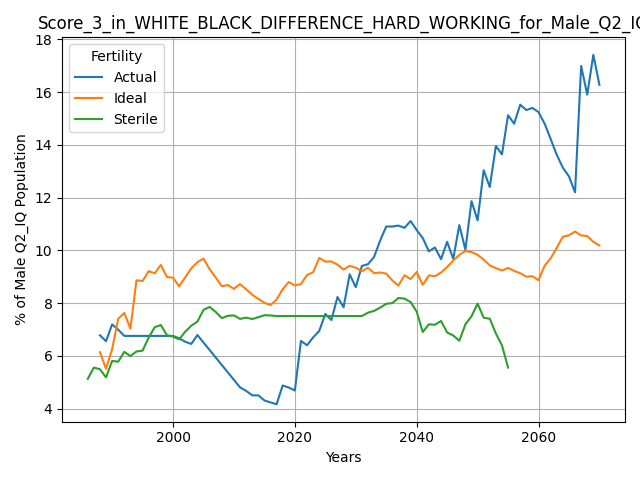 Score_3_in_WHITE_BLACK_DIFFERENCE_HARD_WORKING_for_Male_Q2_IQ
18
16
14
12
10
8
6
4
% of Male Q2_IQ Population
Fertility
Actual
Ideal
Sterile
2000 2020 2040 2060
Years